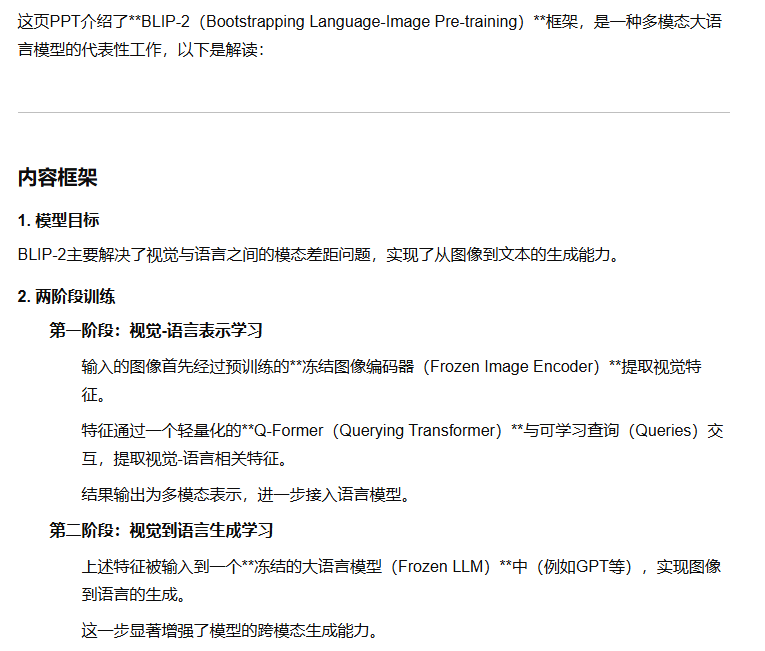 这页PPT介绍了**BLIP-2（Bootstrapping Language-Image Pre-training）**框架，是一种多模态大语
言模型的代表性工作，以下是解读：
内容框架
1. 模型目标
BLIP-2主要解决了视觉与语言之间的模态差距问题，实现了从图像到文本的生成能力。
2. 两阶段训练
第一阶段：视觉-语言表示学习
输入的图像首先经过预训练的**冻结图像编码器（Frozen Image Encoder）**提取视觉特
征。
特征通过一个轻量化的**Q-Former（Querying Transformer）**与可学习查询（Queries）交
互，提取视觉-语言相关特征。
结果输出为多模态表示，进一步接入语言模型。
第二阶段：视觉到语言生成学习
上述特征被输入到一个**冻结的大语言模型（Frozen LLM）**中（例如GPT等），实现图像
到语言的生成。
这一步显著增强了模型的跨模态生成能力。